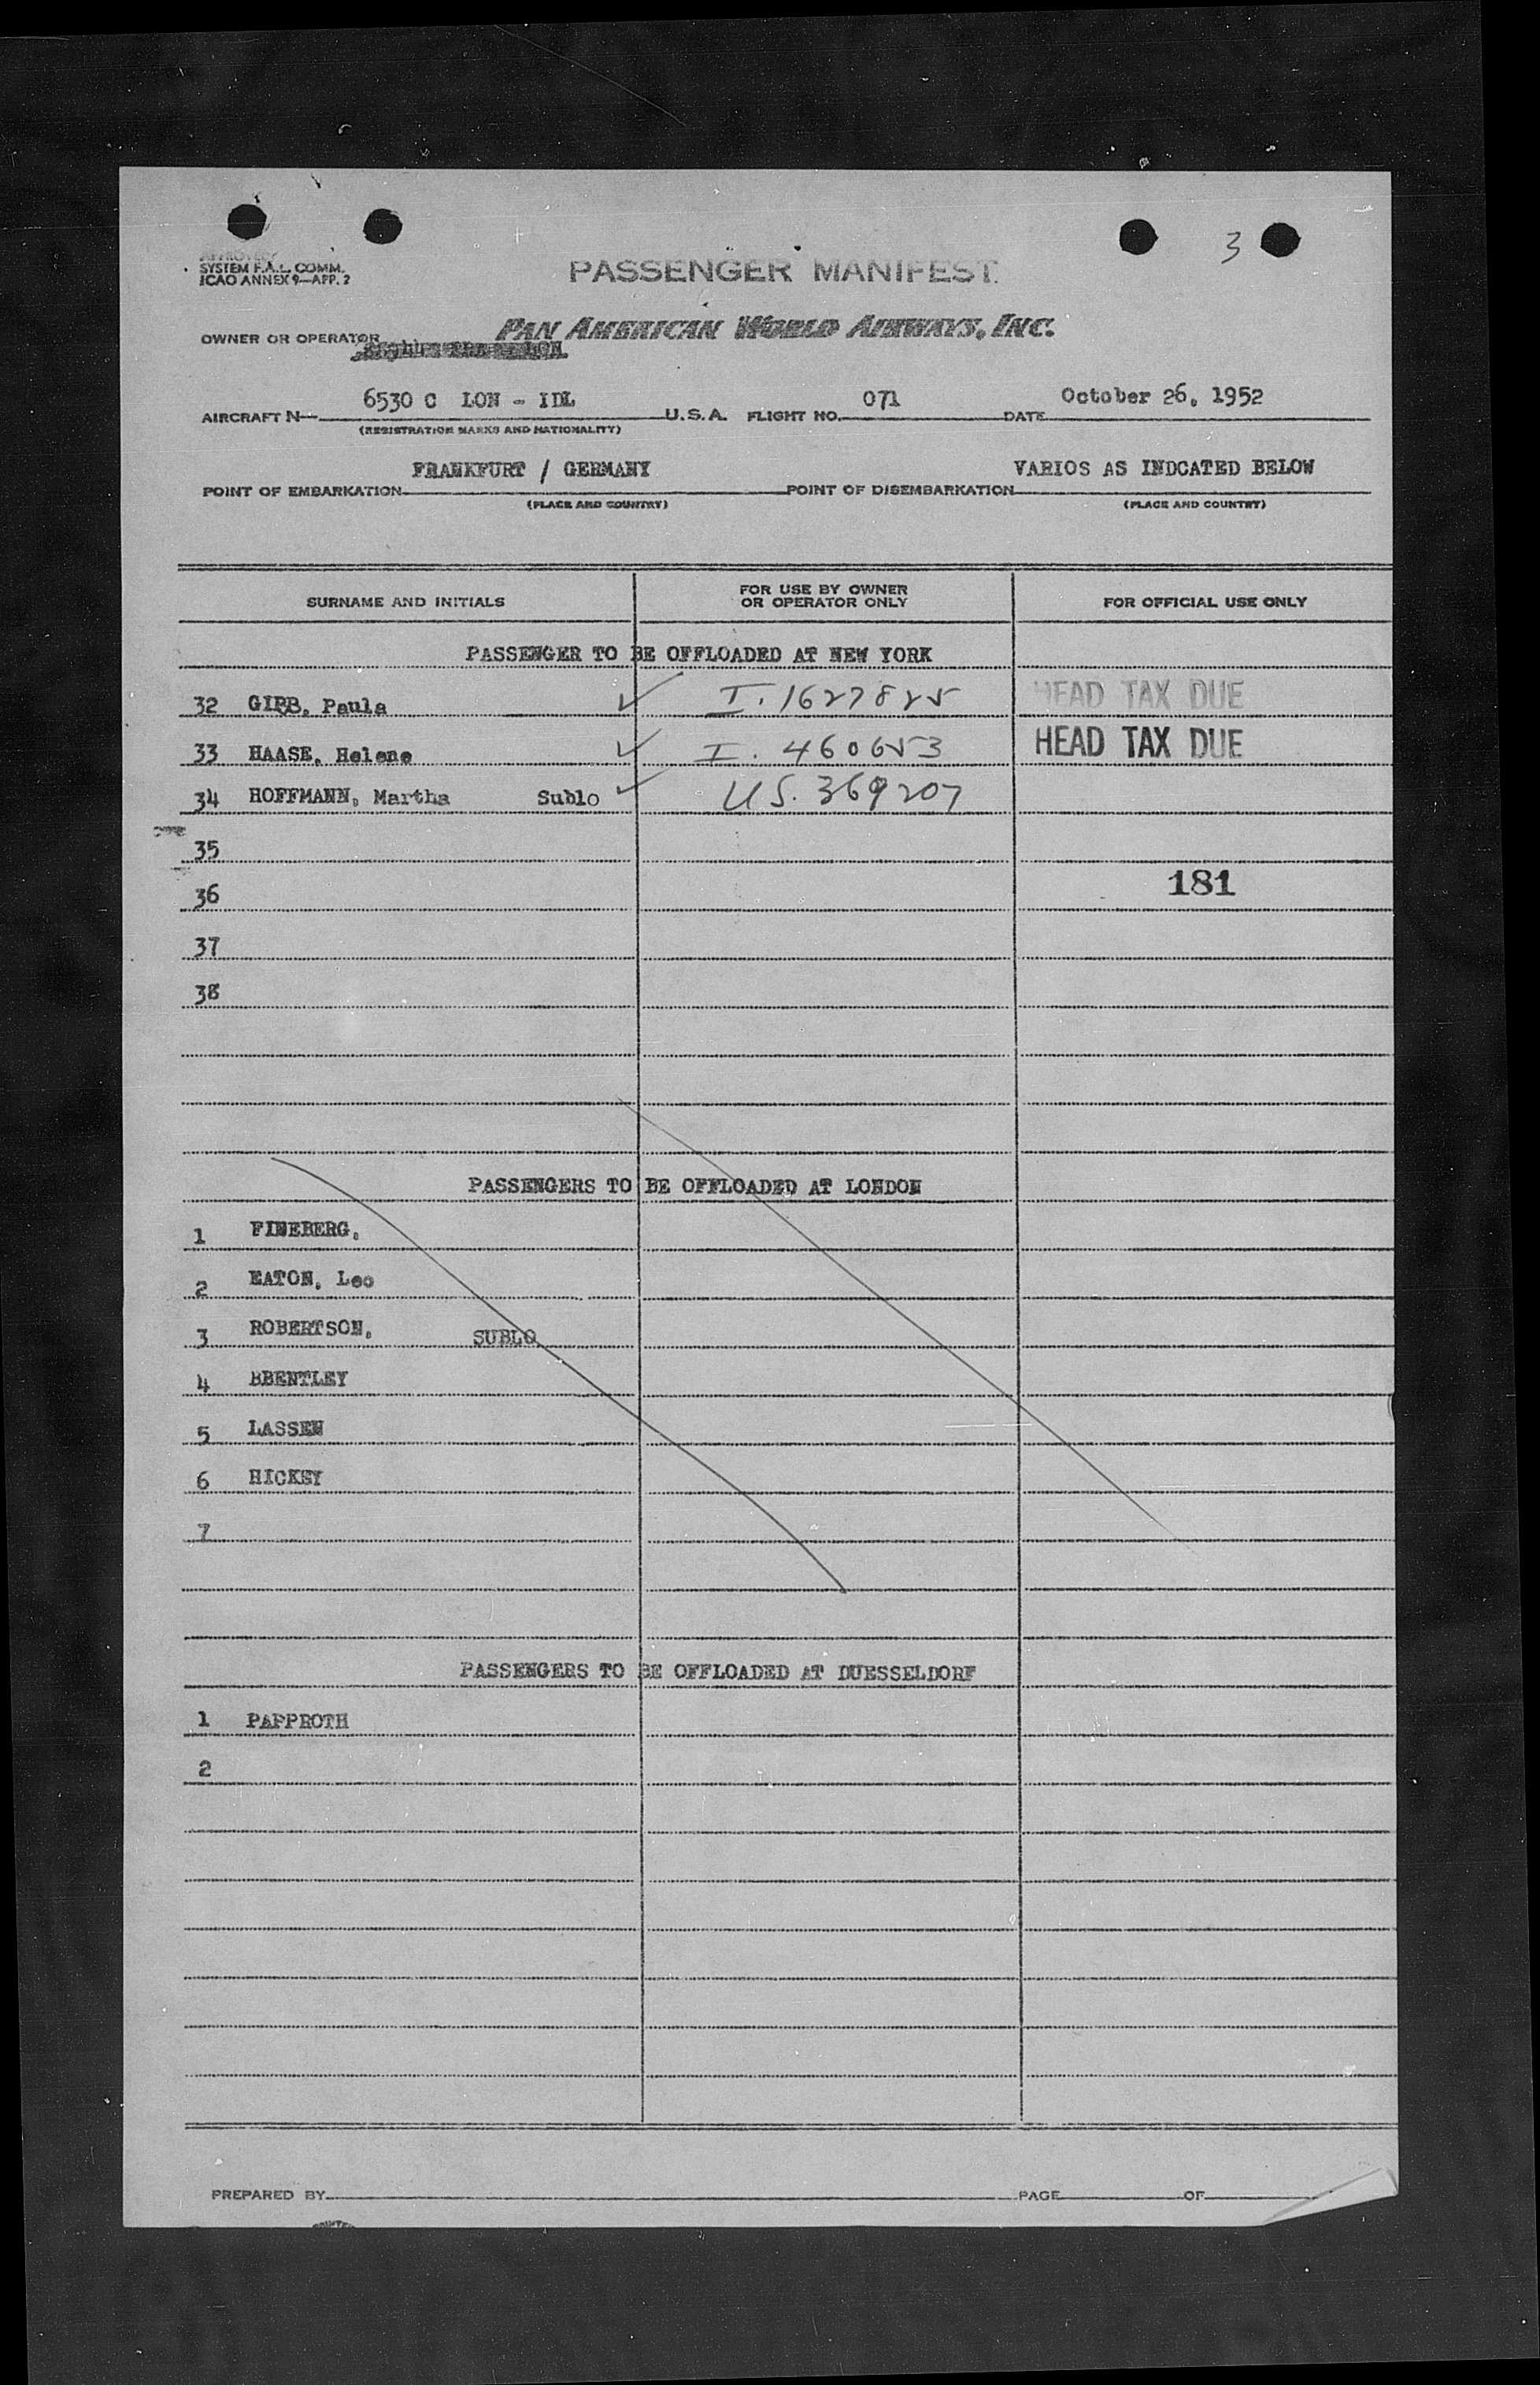 3
APPROVED
SYSTEM F.A.L. COMM.
ICAO ANNEX 9—APP. 2
PASSENGER MANIFEST
OWNER OR OPERATOR PAN AMERICAN WORLD AIRWAYS, INC.
AIRCRAFT N— 6530 C LON - IDL U.S.A. FLIGHT NO. 071 DATE October 26, 1952
(REGISTRATION MARKS AND NATIONALITY)
POINT OF EMBARKATION FRANKFURT / GERMANY POINT OF DISEMBARKATION VARIOS AS INDCATED BELOW
(PLACE AND COUNTRY) (PLACE AND COUNTRY)
SURNAME AND INITIALS FOR USE BY OWNER OR OPERATOR ONLY FOR OFFICIAL USE ONLY
PASSENGER TO BE OFFLOADED AT NEW YORK
32 GIBB, Paula ✓ I. 1627825 HEAD TAX DUE
33 HAASE, Helene ✓ I. 460653 HEAD TAX DUE
34 HOFFMANN, Martha Sublo ✓ US. 369207
35
36 181
37
38
PASSENGERS TO BE OFFLOADED AT LONDON
1 FINEBERG,
2 EATON, Leo
3 ROBERTSON, SUBLO
4 BBENTLEY
5 LASSEN
6 HICKEY
7
PASSENGERS TO BE OFFLOADED AT DUESSELDORF
1 PAPPROTH
2
PREPARED BY PAGE OF